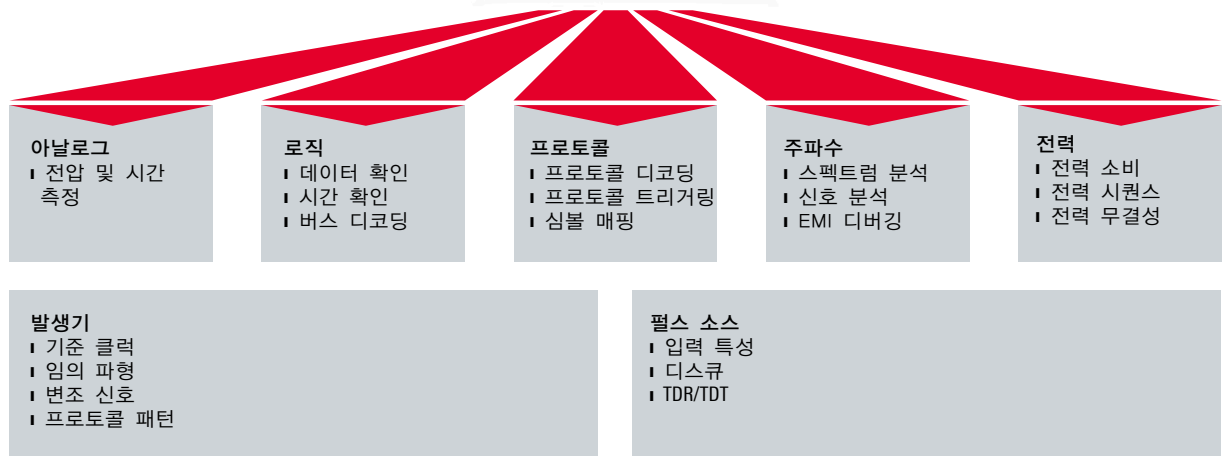 아날로그
ı 전압 및 시간
측정
로직
ı 데이터 확인
ı 시간 확인
ı 버스 디코딩
프로토콜
ı 프로토콜 디코딩
ı 프로토콜 트리거링
ı 심볼 매핑
주파수
ı 스펙트럼 분석
ı 신호 분석
ı EMI 디버깅
전력
ı 전력 소비
ı 전력 시퀀스
ı 전력 무결성
발생기
ı 기준 클럭
ı 임의 파형
ı 변조 신호
ı 프로토콜 패턴
펄스 소스
ı 입력 특성
ı 디스큐
ı TDR/TDT